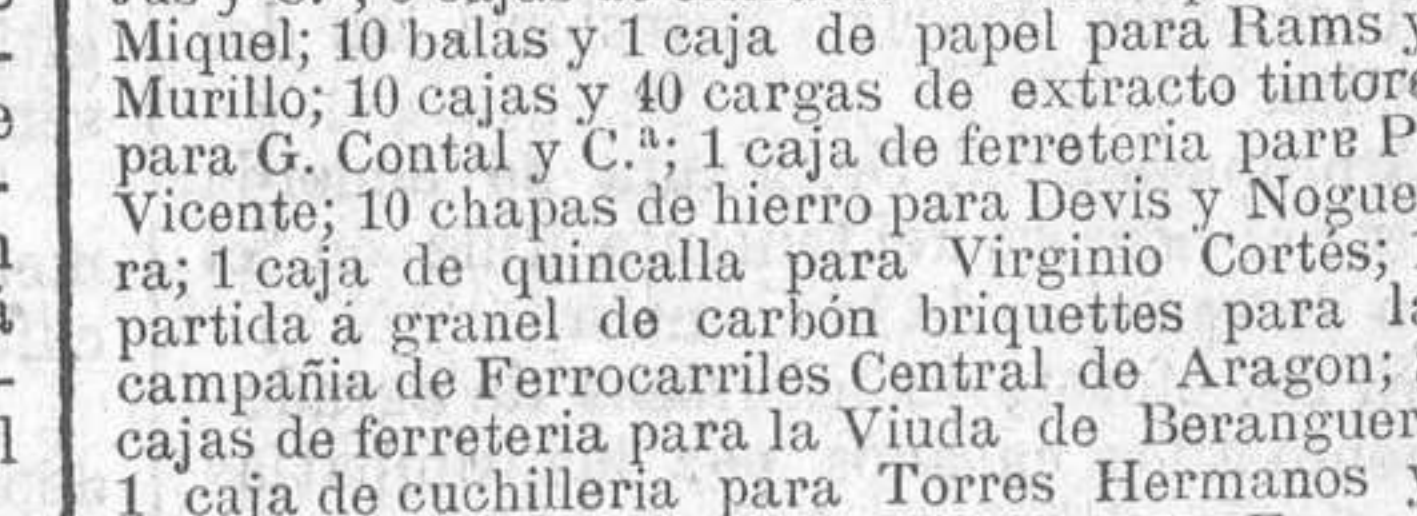 Miquel; 10 balas y 1 caja de papel para Rams y
Murillo; 10 cajas y 40 cargas de extracto
para G. Contal y C.ª; 1 caja de ferreteria para P.
Vicente; 10 chapas de hierro para Devis y Nogue-
ra; 1 caja de quincalla para Virginio Cortés;
partida á granel de carbón briquettes para la
campañia de Ferrocarriles Central de Aragon;
cajas de ferreteria para la Viuda de Beranguer
1 caja de cuchilleria para Torres Hermanos y